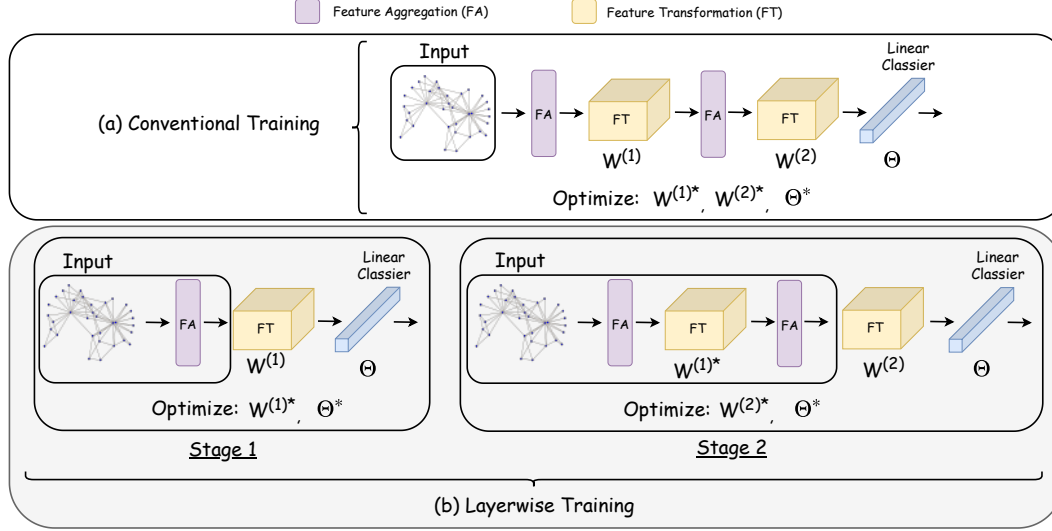 Feature Aggregation (FA) Feature Transformation (FT)
(a) Conventional Training
Input
Linear
Classier
FA FT FA FT
W(1) W(2) Θ
Optimize: W(1)*, W(2)*, Θ*
Input
Linear
Classier
FA FT
W(1) Θ
Optimize: W(1)*, Θ*
Stage 1
Input
Linear
Classier
FA FT FA FT
W(1)* W(2) Θ
Optimize: W(2)*, Θ*
Stage 2
(b) Layerwise Training